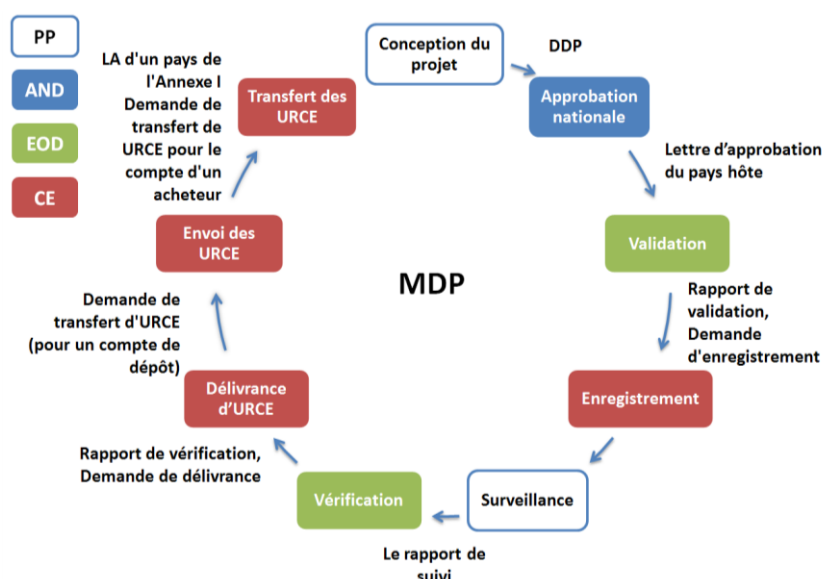 PP
AND
EOD
CE
LA d'un pays de
l'Annexe I
Demande de
transfert de
URCE pour le
compte d'un
acheteur
Transfert des
URCE
Conception du
projet
DDP
Approbation
nationale
Lettre d’approbation
du pays hôte
Validation
Rapport de
validation,
Demande
d'enregistrement
Enregistrement
Surveillance
Le rapport de
suivi
Vérification
Rapport de vérification,
Demande de délivrance
Délivrance
d’URCE
Demande de
transfert d'URCE
(pour un compte de
dépôt)
Envoi des
URCE
MDP